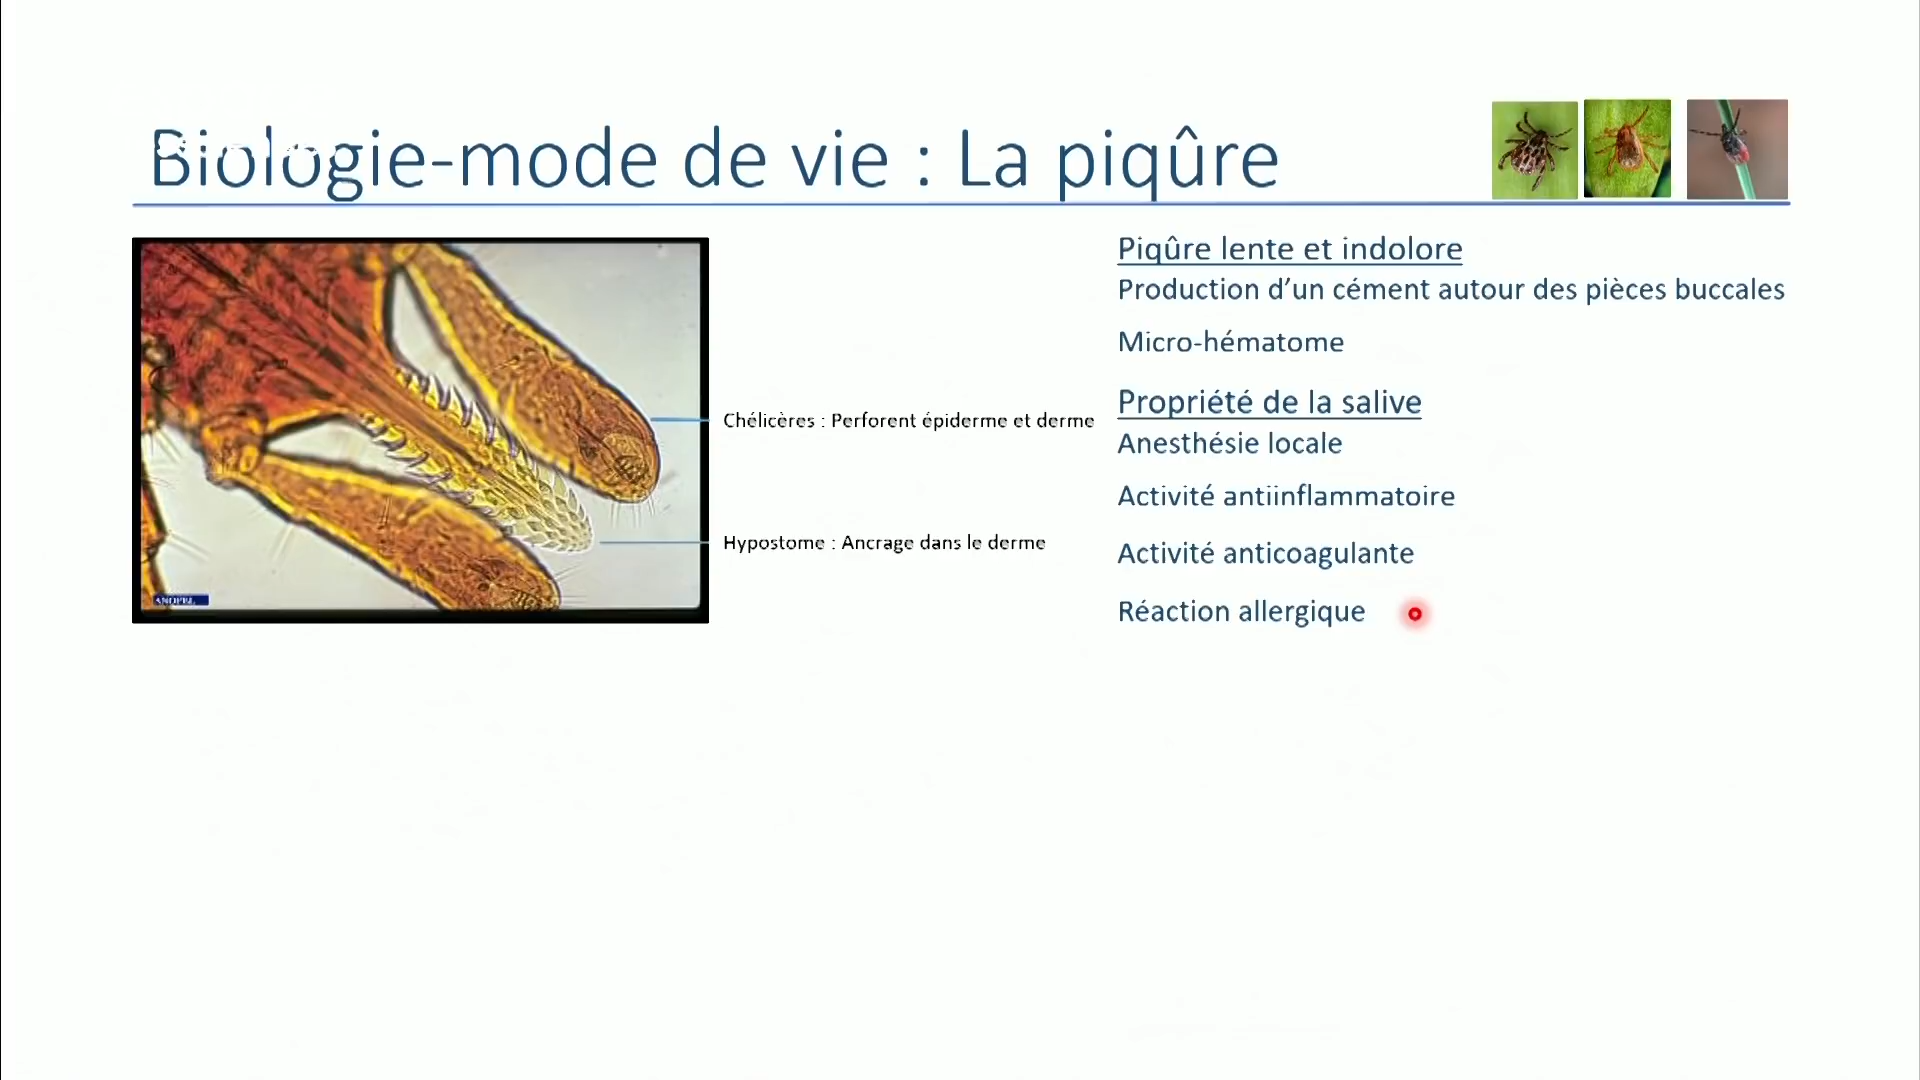 Biologie-mode de vie : La piqûre
Chélicères : Perforent épiderme et derme
Hypostome : Ancrage dans le derme
ANOFEL
Piqûre lente et indolore
Production d’un cément autour des pièces buccales
Micro-hématome
Propriété de la salive
Anesthésie locale
Activité antiinflammatoire
Activité anticoagulante
Réaction allergique